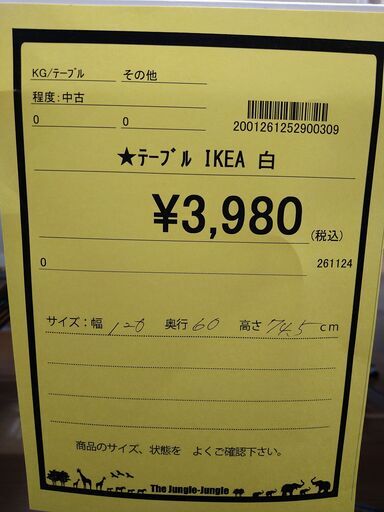 KG/ﾃｰﾌﾞﾙ その他
程度：中古
0 0
2001261252900309
★ﾃｰﾌﾞﾙ IKEA 白
¥3,980 (税込)
0 261124
サイズ：幅 120 奥行 60 高さ 74.5 cm
商品のサイズ、状態を よくご確認下さい。
The Jungle-Jungle